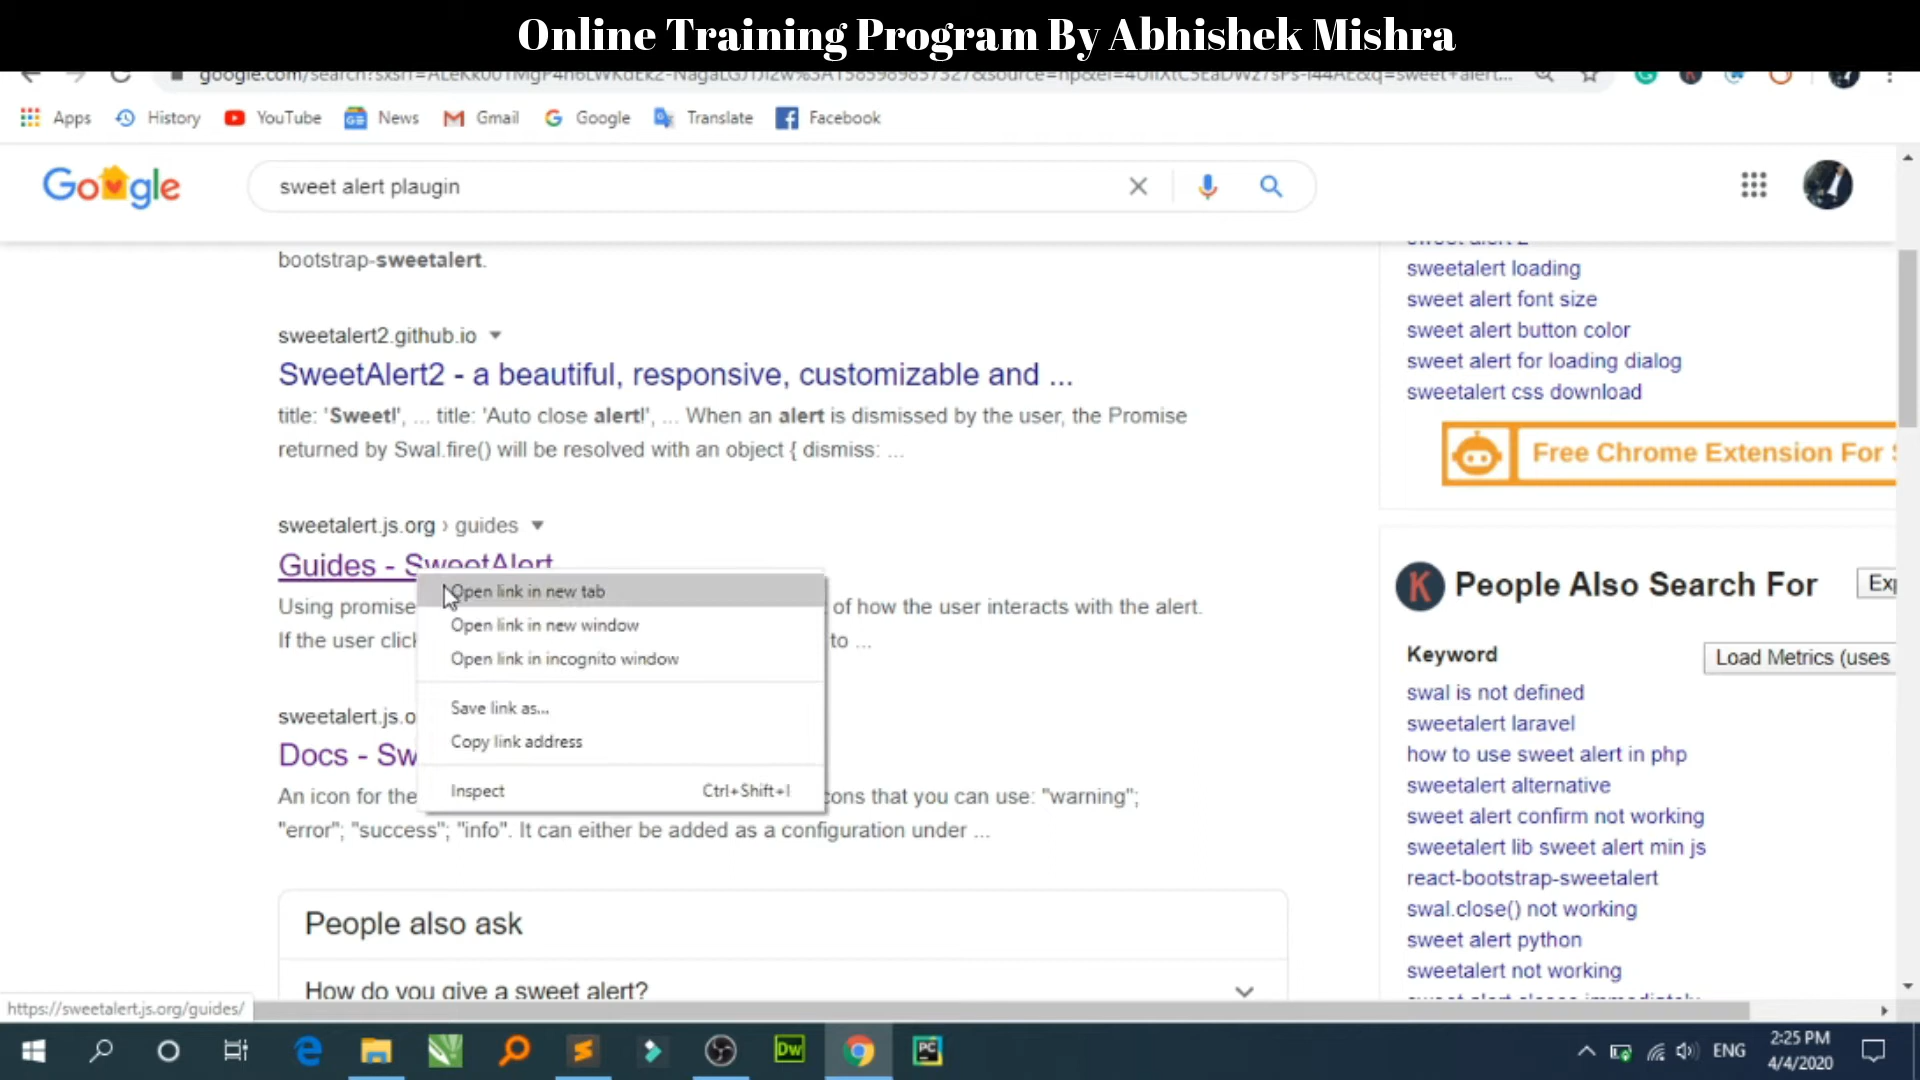 Online Training Program By Abhishek Mishra
Apps History YouTube News Gmail Google Translate Facebook
Google
sweet alert plaugin
bootstrap-sweetalert.
sweetalert2.github.io
SweetAlert2 - a beautiful, responsive, customizable and ...
title: 'Sweet!', ... title: 'Auto close alert!', ... When an alert is dismissed by the user, the Promise
returned by Swal.fire() will be resolved with an object { dismiss: ...
sweetalert.js.org › guides
Guides - SweetAlert
Using promise
of how the user interacts with the alert.
If the user click
to ...
Open link in new tab
Open link in new window
Open link in incognito window
Save link as...
Copy link address
Inspect Ctrl+Shift+I
sweetalert.js.o
Docs - Sw
An icon for the
cons that you can use: "warning";
"error"; "success"; "info". It can either be added as a configuration under ...
People also ask
How do you give a sweet alert?
sweet alert 2
sweetalert loading
sweet alert font size
sweet alert button color
sweet alert for loading dialog
sweetalert css download
Free Chrome Extension For
K People Also Search For
Exp
Keyword
Load Metrics (uses
swal is not defined
sweetalert laravel
how to use sweet alert in php
sweetalert alternative
sweet alert confirm not working
sweetalert lib sweet alert min js
react-bootstrap-sweetalert
swal.close() not working
sweet alert python
sweetalert not working
https://sweetalert.js.org/guides/
Dw
PC
ENG
2:25 PM
4/4/2020